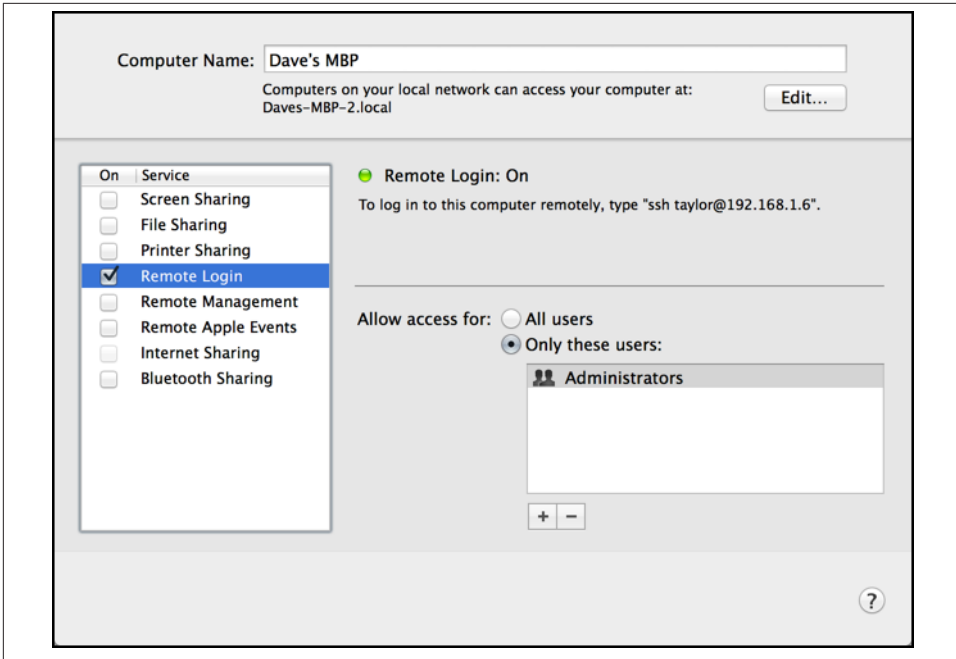 Computer Name: Dave's MBP
Computers on your local network can access your computer at:
Daves-MBP-2.local
Edit...
On Service
Screen Sharing
File Sharing
Printer Sharing
Remote Login
Remote Management
Remote Apple Events
Internet Sharing
Bluetooth Sharing
Remote Login: On
To log in to this computer remotely, type "ssh taylor@192.168.1.6".
Allow access for: All users
Only these users:
Administrators
+ −
?